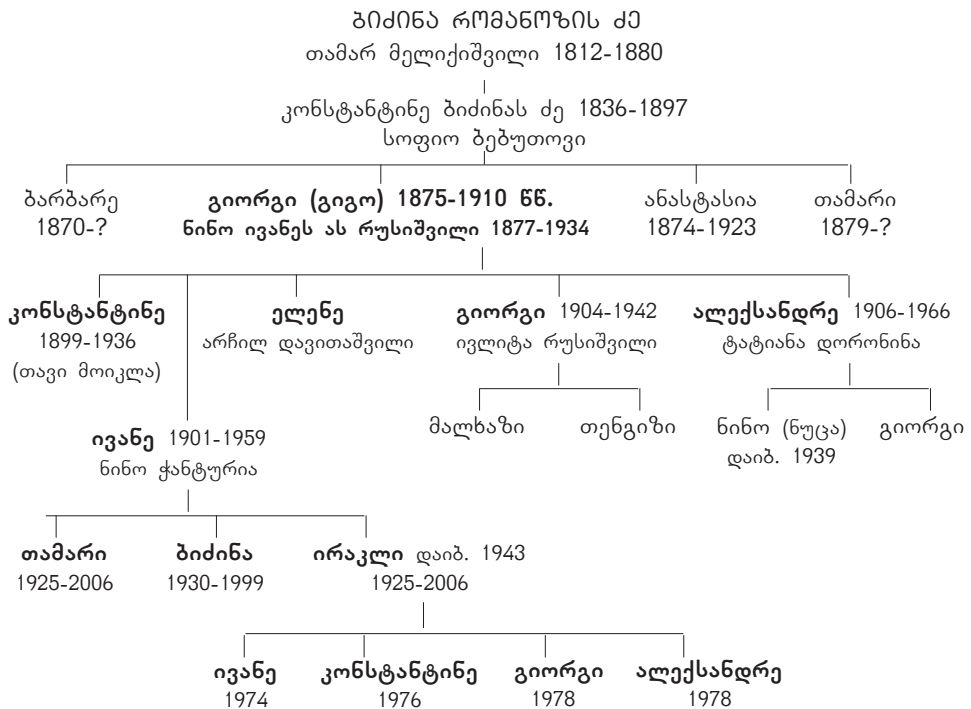 ბიძინა რომანოზის ძე
თამარ მელიქიშვილი 1812-1880
კონსტანტინე ბიძინას ძე 1836-1897
სოფიო ბებუთოვი
ბარბარე გიორგი (გიგო) 1875-1910 წწ. ანასტასია თამარი
1870-? ნინო ივანეს ას რუსიშვილი 1877-1934 1874-1923 1879-?
კონსტანტინე ელენე გიორგი 1904-1942 ალექსანდრე 1906-1966
1899-1936 არჩილ დავითაშვილი ივლიტა რუსიშვილი ტატიანა დორონინა
(თავი მოიკლა)
მალხაზი თენგიზი ნინო (ნუცა) გიორგი
ივანე 1901-1959 დაიბ. 1939
ნინო ჭანტურია
თამარი ბიძინა ირაკლი დაიბ. 1943
1925-2006 1930-1999 1925-2006
ივანე კონსტანტინე გიორგი ალექსანდრე
1974 1976 1978 1978